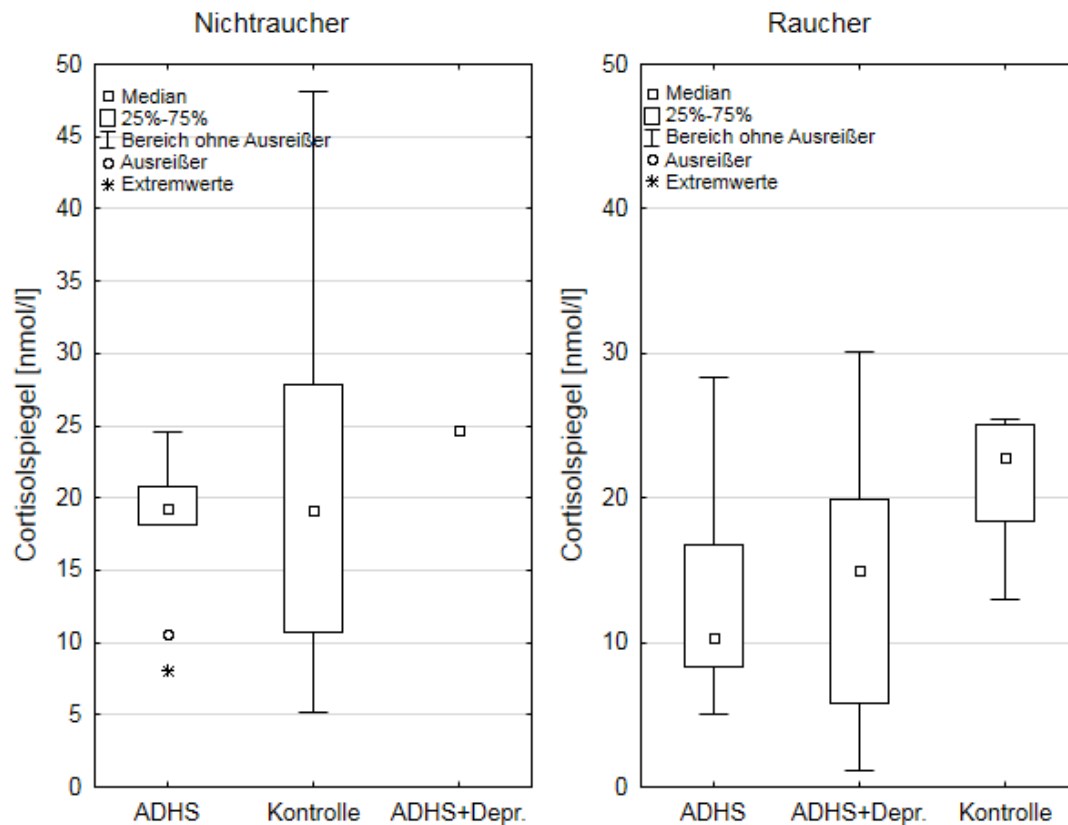 Nichtraucher
50
45
40
35
30
25
20
15
10
5
0
Cortisolspiegel [nmol/l]
Median
25%-75%
Bereich ohne Ausreißer
Ausreißer
Extremwerte
ADHS Kontrolle ADHS+Depr.
Raucher
50
40
30
20
10
0
Cortisolspiegel [nmol/l]
Median
25%-75%
Bereich ohne Ausreißer
Ausreißer
Extremwerte
ADHS ADHS+Depr. Kontrolle